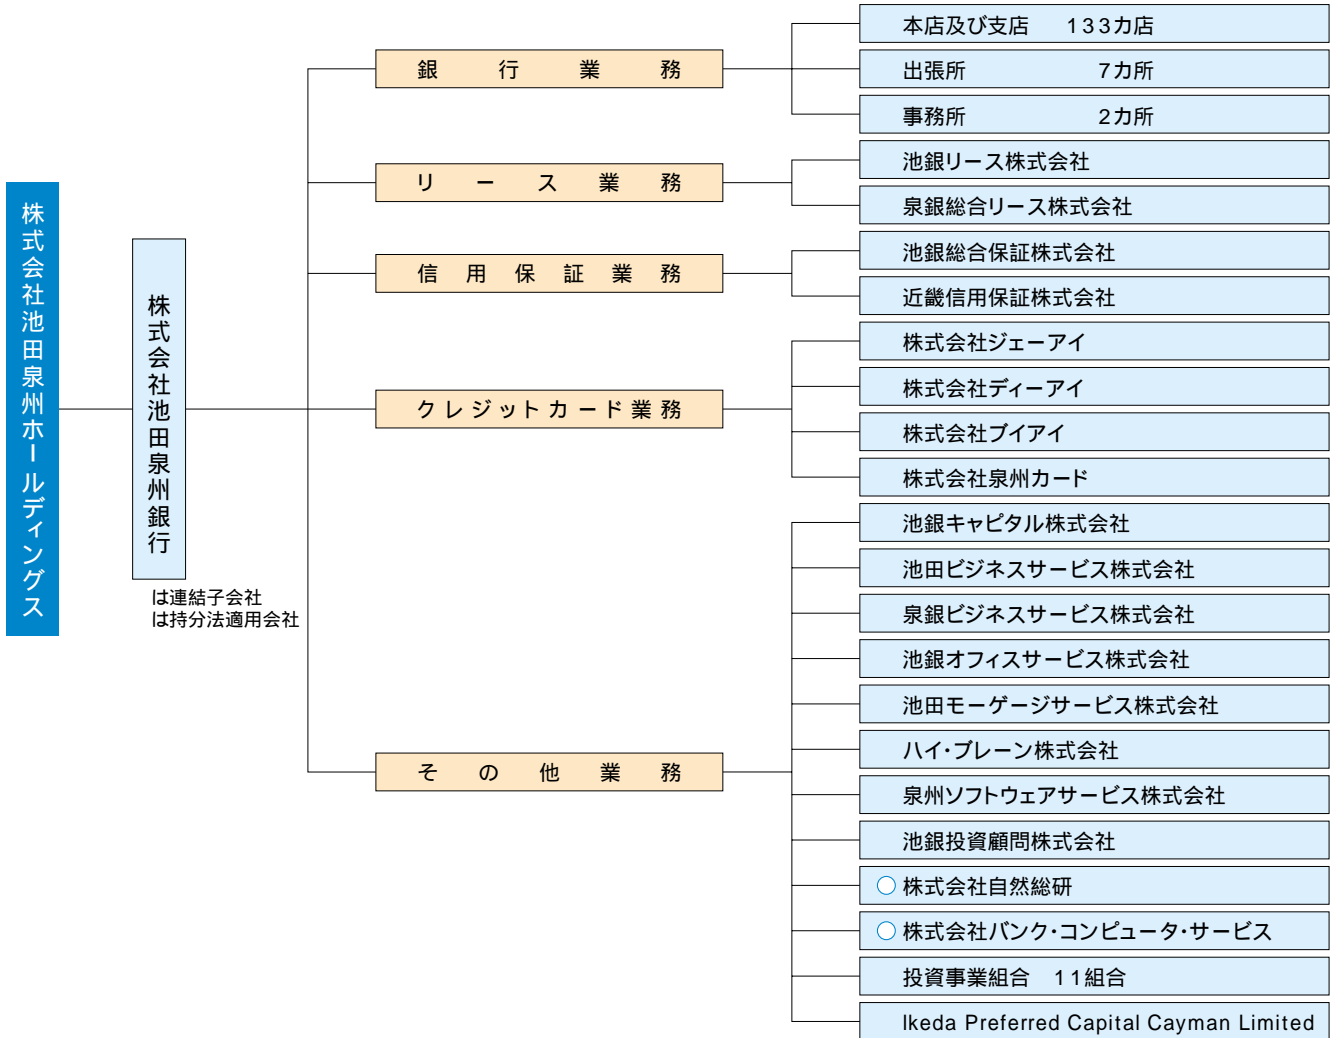 株式会社池田泉州ホールディングス
株式会社池田泉州銀行
は連結子会社
は持分法適用会社
銀行業務
本店及び支店　133カ店
出張所　7カ所
事務所　2カ所
リース業務
池銀リース株式会社
泉銀総合リース株式会社
信用保証業務
池銀総合保証株式会社
近畿信用保証株式会社
クレジットカード業務
株式会社ジェーアイ
株式会社ディーアイ
株式会社ブイアイ
株式会社泉州カード
その他業務
池銀キャピタル株式会社
池田ビジネスサービス株式会社
泉銀ビジネスサービス株式会社
池銀オフィスサービス株式会社
池田モーゲージサービス株式会社
ハイ・ブレーン株式会社
泉州ソフトウェアサービス株式会社
池銀投資顧問株式会社
○株式会社自然総研
○株式会社バンク・コンピュータ・サービス
投資事業組合　11組合
Ikeda Preferred Capital Cayman Limited